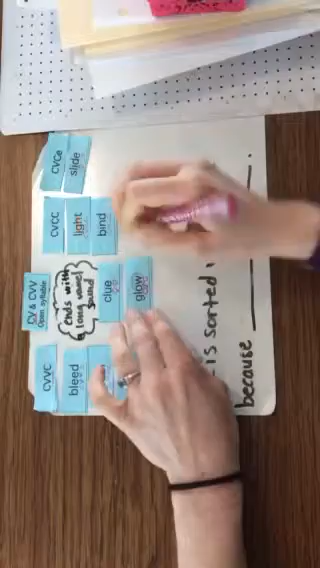 CVVC
bleed
CV & CVV
Open syllable
ends with
a long vowel
sound
clue
glow
CVCC
light
bind
CVCe
slide
is sorted
because ______.